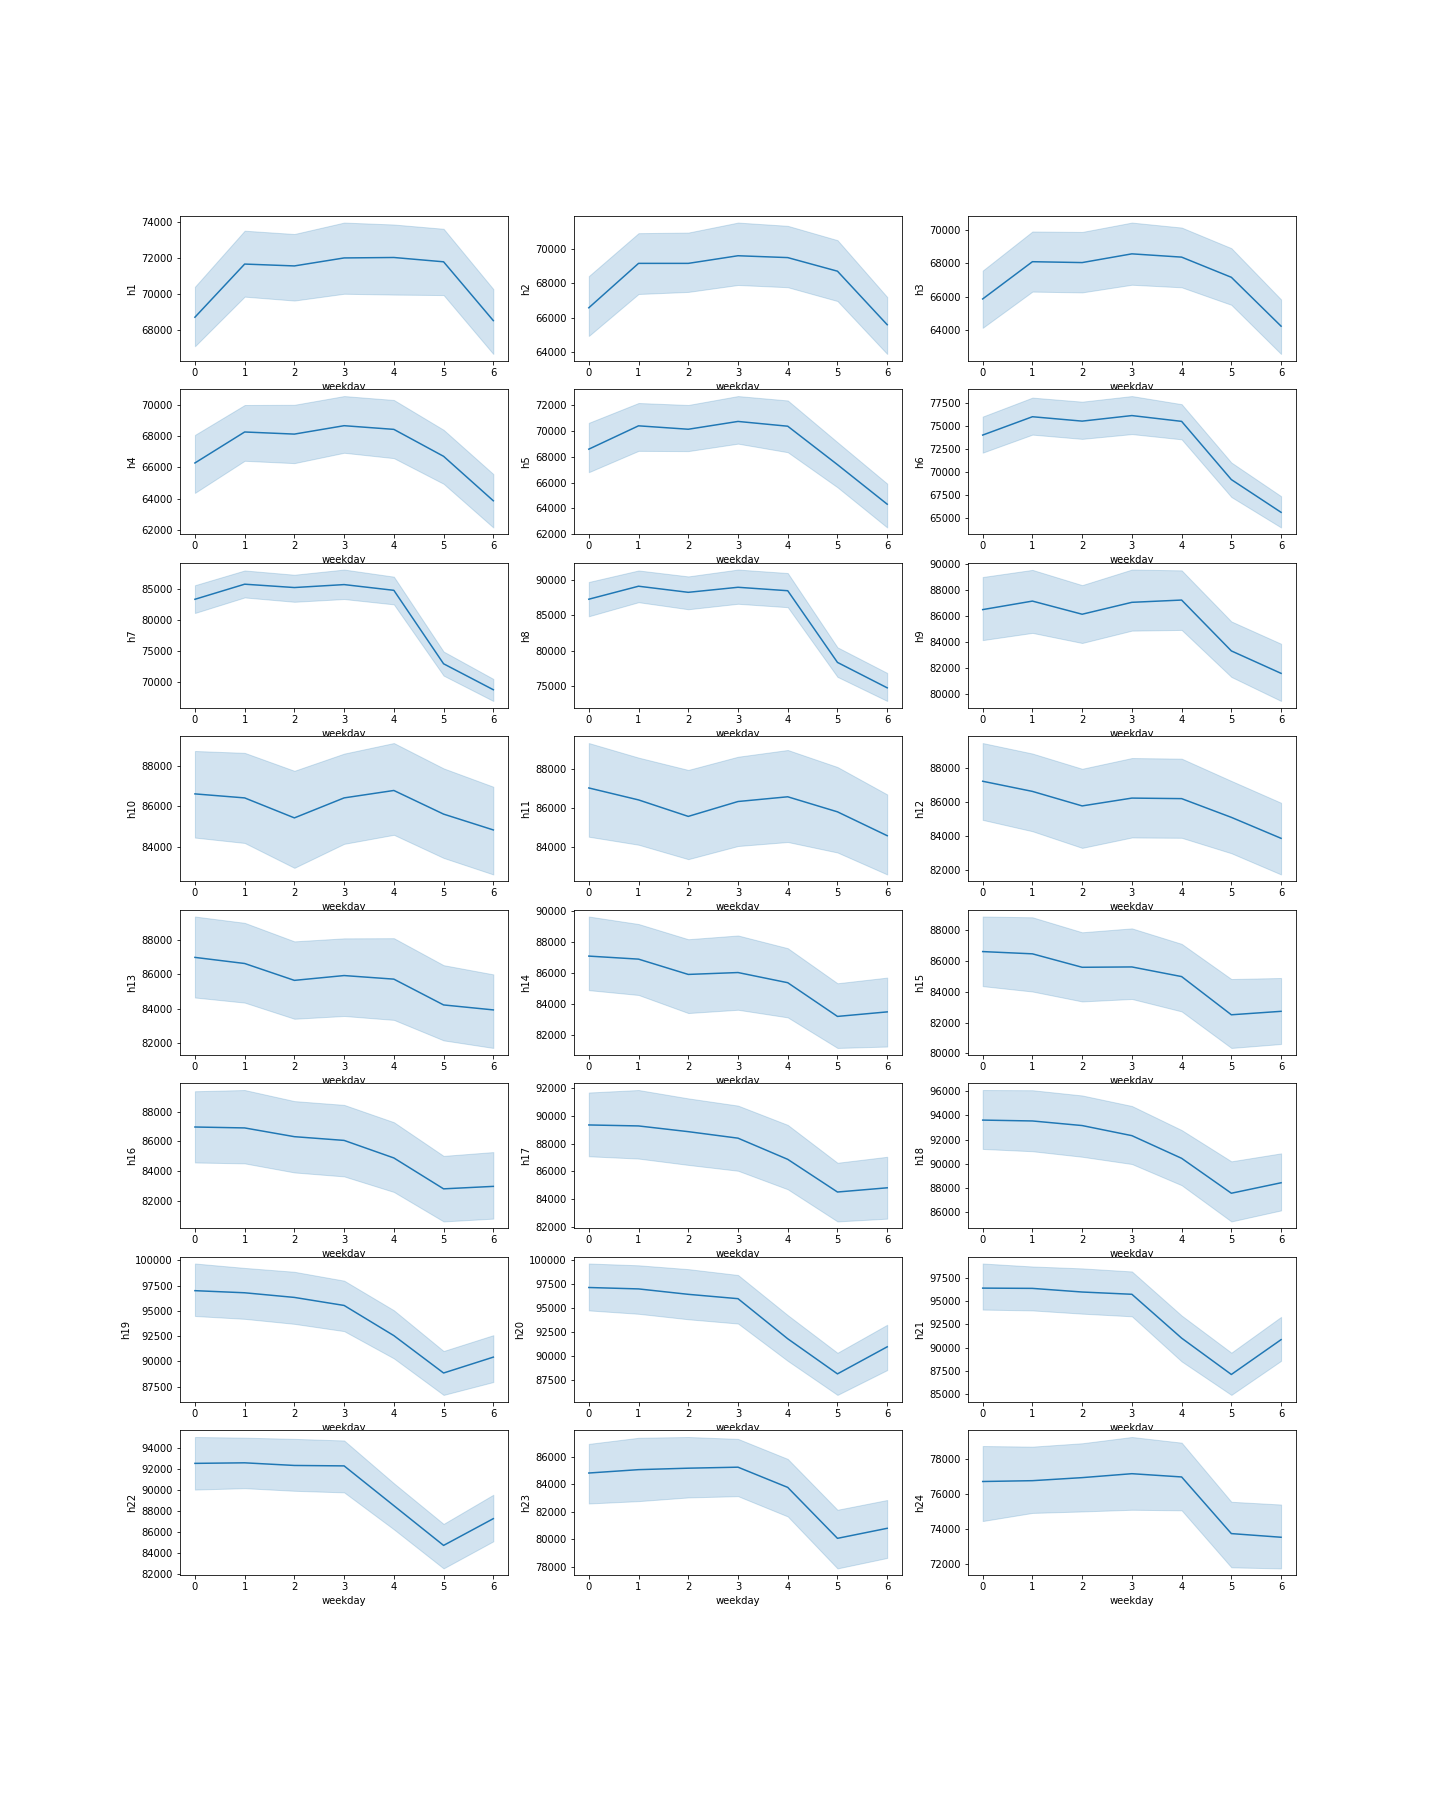 74000
72000
70000
68000
h1
0 1 2 3 4 5 6
weekday
70000
68000
66000
64000
h2
0 1 2 3 4 5 6
weekday
70000
68000
66000
64000
h3
0 1 2 3 4 5 6
weekday
70000
68000
66000
64000
62000
h4
0 1 2 3 4 5 6
weekday
72000
70000
68000
66000
64000
62000
h5
0 1 2 3 4 5 6
weekday
77500
75000
72500
70000
67500
65000
h6
0 1 2 3 4 5 6
weekday
85000
80000
75000
70000
h7
0 1 2 3 4 5 6
weekday
90000
85000
80000
75000
h8
0 1 2 3 4 5 6
weekday
90000
88000
86000
84000
82000
80000
h9
0 1 2 3 4 5 6
weekday
88000
86000
84000
h10
0 1 2 3 4 5 6
weekday
88000
86000
84000
h11
0 1 2 3 4 5 6
weekday
88000
86000
84000
82000
h12
0 1 2 3 4 5 6
weekday
88000
86000
84000
82000
h13
0 1 2 3 4 5 6
weekday
90000
88000
86000
84000
82000
h14
0 1 2 3 4 5 6
weekday
88000
86000
84000
82000
80000
h15
0 1 2 3 4 5 6
weekday
88000
86000
84000
82000
h16
0 1 2 3 4 5 6
weekday
92000
90000
88000
86000
84000
82000
h17
0 1 2 3 4 5 6
weekday
96000
94000
92000
90000
88000
86000
h18
0 1 2 3 4 5 6
weekday
100000
97500
95000
92500
90000
87500
h19
0 1 2 3 4 5 6
weekday
100000
97500
95000
92500
90000
87500
h20
0 1 2 3 4 5 6
weekday
97500
95000
92500
90000
87500
85000
h21
0 1 2 3 4 5 6
weekday
94000
92000
90000
88000
86000
84000
82000
h22
0 1 2 3 4 5 6
weekday
86000
84000
82000
80000
78000
h23
0 1 2 3 4 5 6
weekday
78000
76000
74000
72000
h24
0 1 2 3 4 5 6
weekday